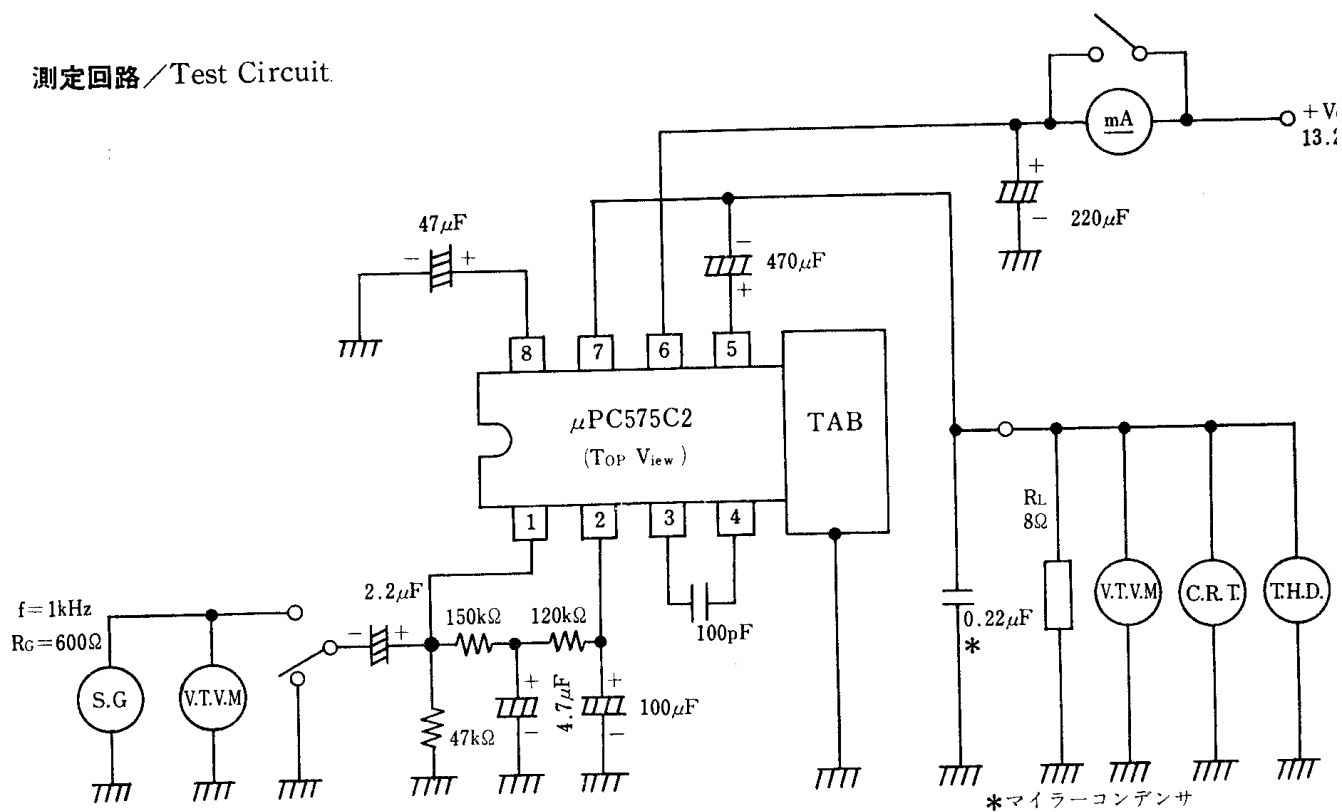 測定回路/Test Circuit
mA
13.2
+
−
220μF
47μF
− +
−
470μF
+
8 7 6 5
μPC575C2
(TOP View)
TAB
1 2 3 4
RL
8Ω
2.2μF
f=1kHz
RG=600Ω
150kΩ
120kΩ
100pF
0.22μF
*
− +
S.G
V.T.V.M
V.T.V.M
C.R.T.
T.H.D.
47kΩ
+
−
4.7μF
+
−
100μF
*マイラーコンデンサ